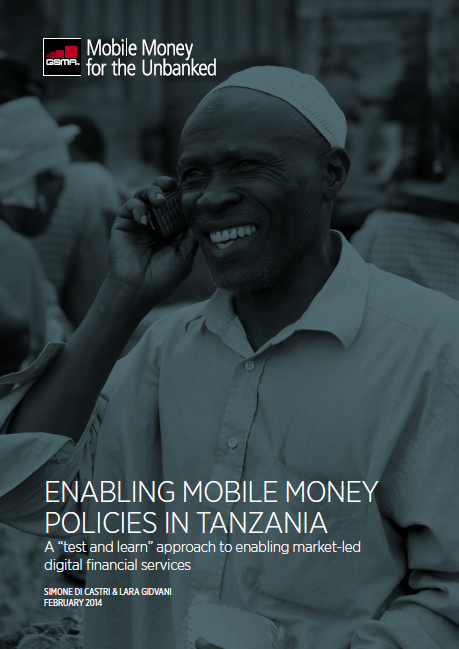 GSMA
Mobile Money
for the Unbanked
ENABLING MOBILE MONEY
POLICIES IN TANZANIA
A “test and learn” approach to enabling market-led
digital financial services
SIMONE DI CASTRI & LARA GIDVANI
FEBRUARY 2014